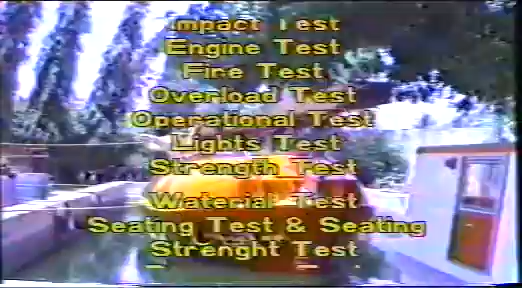 Impact Test
Engine Test
Fire Test
Overload Test
Operational Test
Lights Test
Strength Test
Waterial Test
Seating Test & Seating
Strenght Test